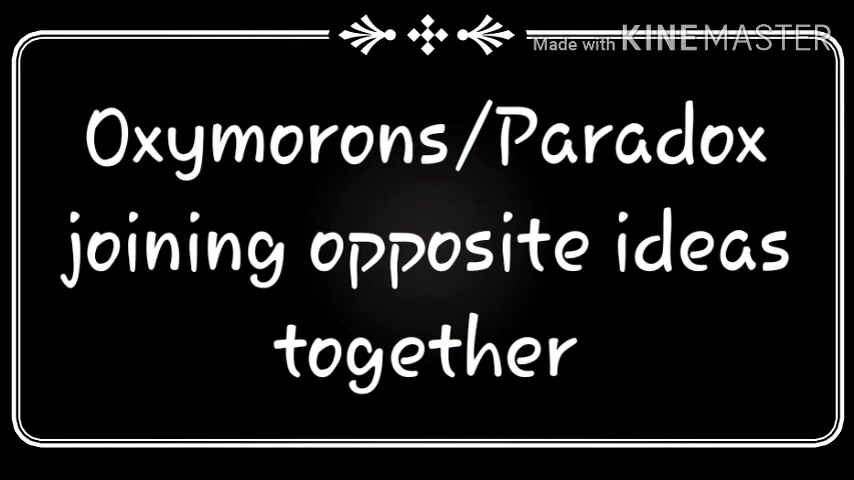 Made with KINEMASTER
Oxymorons/Paradox
joining opposite ideas
together